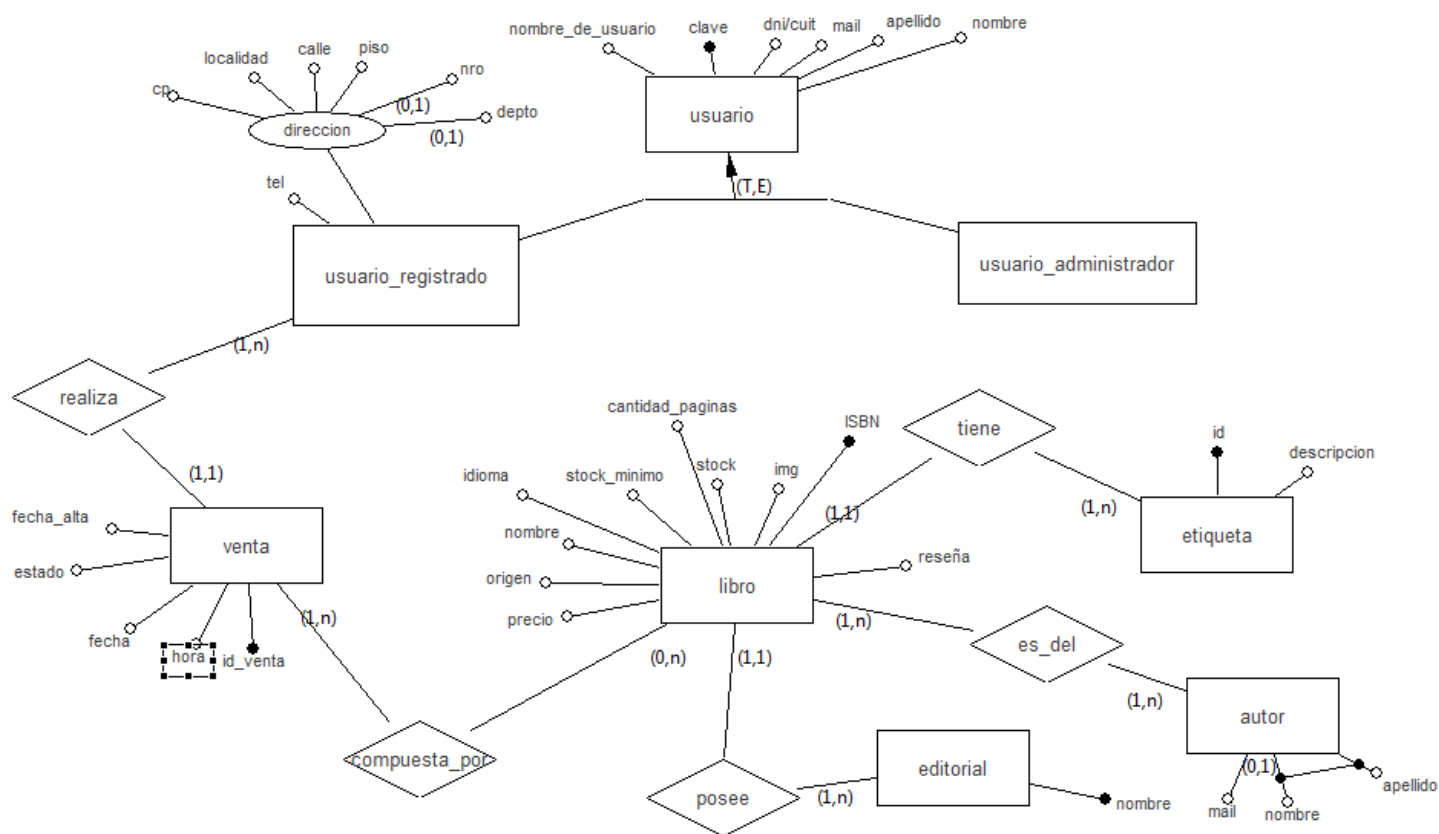 nombre_de_usuario
clave
dni/cuit
mail
apellido
nombre
usuario
(T,E)
cp
localidad
calle
piso
nro
(0,1)
depto
(0,1)
direccion
tel
usuario_registrado
usuario_administrador
(1,n)
realiza
(1,1)
fecha_alta
estado
venta
fecha
hora
id_venta
(1,n)
compuesta_por
(0,n)
cantidad_paginas
ISBN
idioma
stock_minimo
stock
img
nombre
origen
precio
libro
reseña
(1,1)
tiene
(1,n)
id
descripcion
etiqueta
(1,n)
es_del
(1,n)
autor
(0,1)
mail
nombre
apellido
(1,1)
posee
(1,n)
editorial
nombre